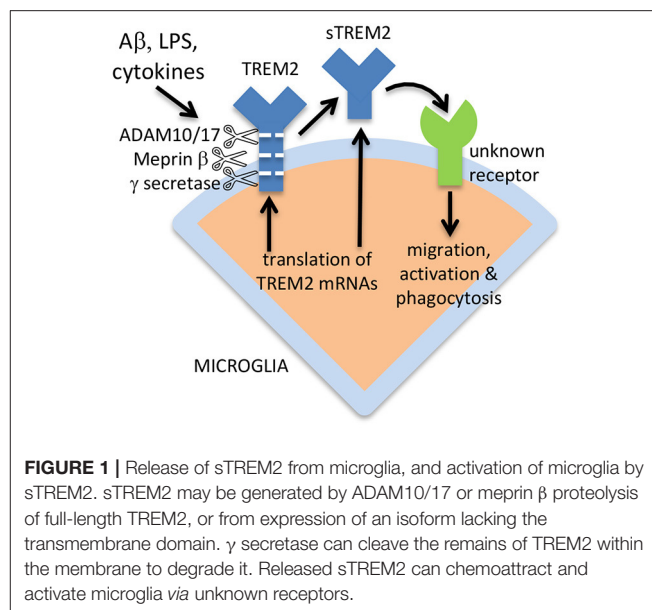 Aβ, LPS,
cytokines
TREM2
sTREM2
ADAM10/17
Meprin β
γ secretase
unknown
receptor
translation of
TREM2 mRNAs
migration,
activation &
phagocytosis
MICROGLIA
FIGURE 1 | Release of sTREM2 from microglia, and activation of microglia by
sTREM2. sTREM2 may be generated by ADAM10/17 or meprin β proteolysis
of full-length TREM2, or from expression of an isoform lacking the
transmembrane domain. γ secretase can cleave the remains of TREM2 within
the membrane to degrade it. Released sTREM2 can chemoattract and
activate microglia via unknown receptors.